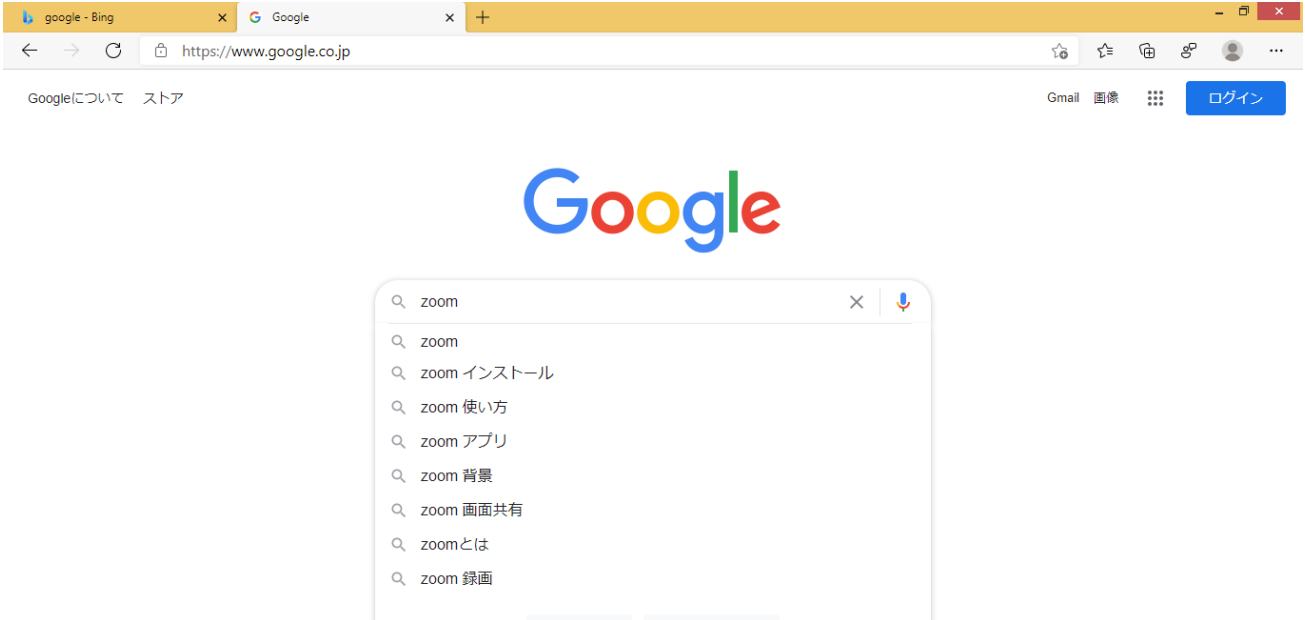 google - Bing
Google
https://www.google.co.jp
Googleについて ストア
Gmail 画像
ログイン
Google
zoom
zoom
zoom インストール
zoom 使い方
zoom アプリ
zoom 背景
zoom 画面共有
zoomとは
zoom 録画